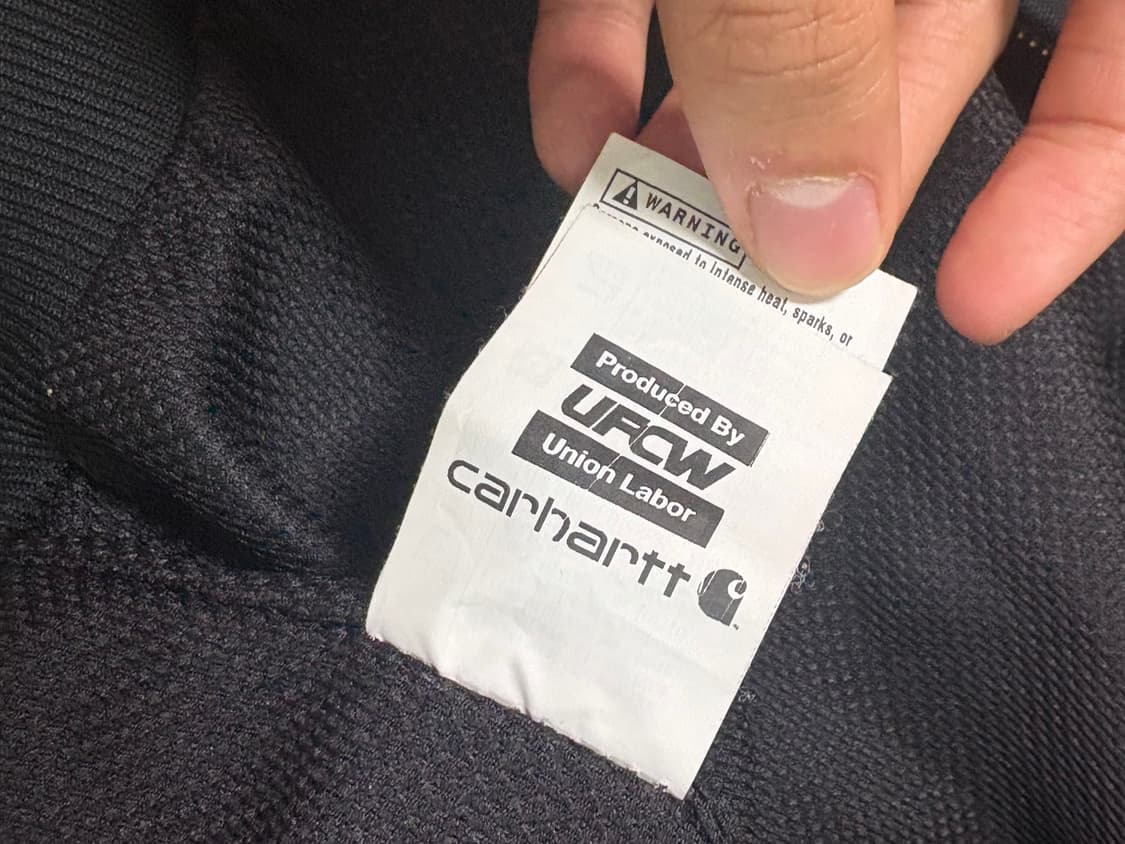 WARNING
exposed to intense heat, sparks, or
Produced By
UFCW
Union Labor
carhartt